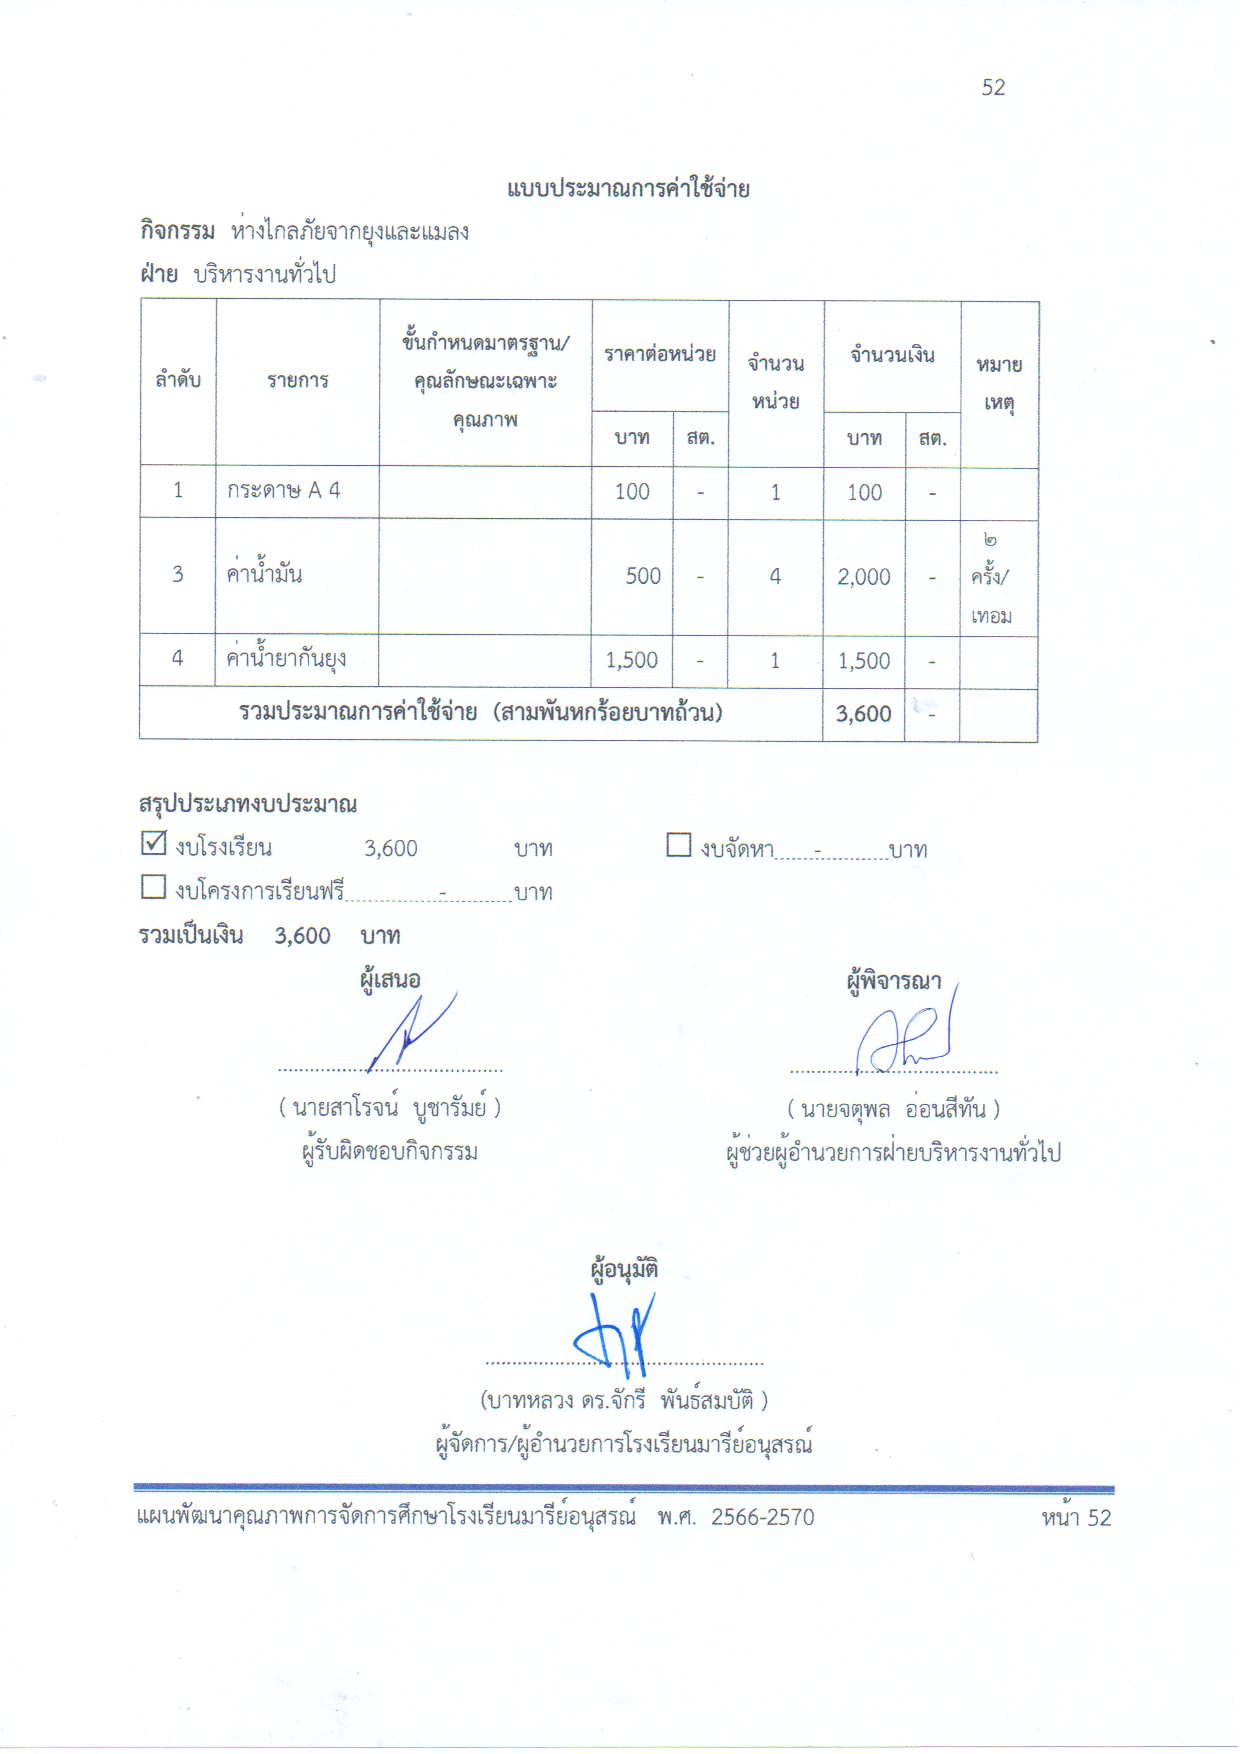 52
แบบประมาณการค่าใช้จ่าย
กิจกรรม ห่างไกลภัยจากยุงและแมลง
ฝ่าย บริหารงานทั่วไป
ลำดับ รายการ ขั้นกำหนดมาตรฐาน/ คุณลักษณะเฉพาะ คุณภาพ ราคาต่อหน่วย จำนวน หน่วย จำนวนเงิน หมาย เหตุ
บาท สต. บาท สต.
1 กระดาษ A 4 100 - 1 100 -
3 ค่าน้ำมัน 500 - 4 2,000 - ๒ ครั้ง/ เทอม
4 ค่าน้ำยากันยุง 1,500 - 1 1,500 -
รวมประมาณการค่าใช้จ่าย (สามพันหกร้อยบาทถ้วน) 3,600 -
สรุปประเภทงบประมาณ
☑ งบโรงเรียน 3,600 บาท ☐ งบจัดหา.......-............บาท
☐ งบโครงการเรียนฟรี................-...........บาท
รวมเป็นเงิน 3,600 บาท
ผู้เสนอ ผู้พิจารณา
( นายสาโรจน์ บูชารัมย์ ) ( นายจตุพล อ่อนสีทัน )
ผู้รับผิดชอบกิจกรรม ผู้ช่วยผู้อำนวยการฝ่ายบริหารงานทั่วไป
ผู้อนุมัติ
(บาทหลวง ดร.จักรี พันธ์สมบัติ )
ผู้จัดการ/ผู้อำนวยการโรงเรียนมารีย์อนุสรณ์
แผนพัฒนาคุณภาพการจัดการศึกษาโรงเรียนมารีย์อนุสรณ์ พ.ศ. 2566-2570 หน้า 52